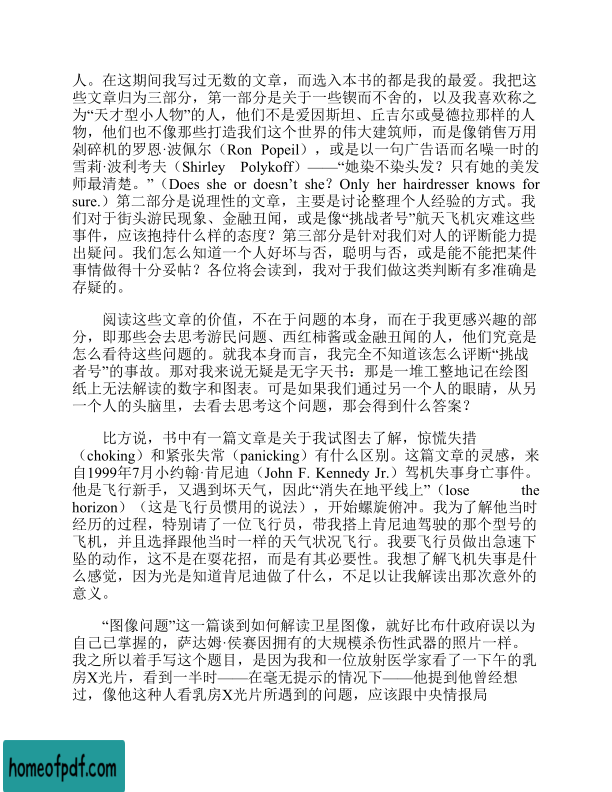 人。在这期间我写过无数的文章，而选入本书的都是我的最爱。我把这
些文章归为三部分，第一部分是关于一些锲而不舍的，以及我喜欢称之
为“天才型小人物”的人，他们不是爱因斯坦、丘吉尔或曼德拉那样的人
物，他们也不像那些打造我们这个世界的伟大建筑师，而是像销售万用
剁碎机的罗恩·波佩尔（Ron Popeil），或是以一句广告语而名噪一时的
雪莉·波利考夫（Shirley Polykoff）——“她染不染头发？只有她的美发
师最清楚。”（Does she or doesn’t she？Only her hairdresser knows for
sure.）第二部分是说理性的文章，主要是讨论整理个人经验的方式。我
们对于街头游民现象、金融丑闻，或是像“挑战者号”航天飞机灾难这些
事件，应该抱持什么样的态度？第三部分是针对我们对人的评断能力提
出疑问。我们怎么知道一个人好坏与否，聪明与否，或是能不能把某件
事情做得十分妥帖？各位将会读到，我对于我们做这类判断有多准确是
存疑的。
阅读这些文章的价值，不在于问题的本身，而在于我更感兴趣的部
分，即那些会去思考游民问题、西红柿酱或金融丑闻的人，他们究竟是
怎么看待这些问题的。就我本身而言，我完全不知道该怎么评断“挑战
者号”的事故。那对我来说无疑是无字天书：那是一堆工整地记在绘图
纸上无法解读的数字和图表。可是如果我们通过另一个人的眼睛，从另
一个人的头脑里，去看去思考这个问题，那会得到什么答案？
比方说，书中有一篇文章是关于我试图去了解，惊慌失措
（choking）和紧张失常（panicking）有什么区别。这篇文章的灵感，来
自1999年7月小约翰·肯尼迪（John F. Kennedy Jr.）驾机失事身亡事件。
他是飞行新手，又遇到坏天气，因此“消失在地平线上”（lose the
horizon）（这是飞行员惯用的说法），开始螺旋俯冲。我为了解他当时
经历的过程，特别请了一位飞行员，带我搭上肯尼迪驾驶的那个型号的
飞机，并且选择跟他当时一样的天气状况飞行。我要飞行员做出急速下
坠的动作，这不是在耍花招，而是有其必要性。我想了解飞机失事是什
么感觉，因为光是知道肯尼迪做了什么，不足以让我解读出那次意外的
意义。
“图像问题”这一篇谈到如何解读卫星图像，就好比布什政府误以为
自己已掌握的，萨达姆·侯赛因拥有的大规模杀伤性武器的照片一样。
我之所以着手写这个题目，是因为我和一位放射医学家看了一下午的乳
房X光片，看到一半时——在毫无提示的情况下——他提到他曾经想
过，像他这种人看乳房X光片所遇到的问题，应该跟中央情报局
homeofpdf.com